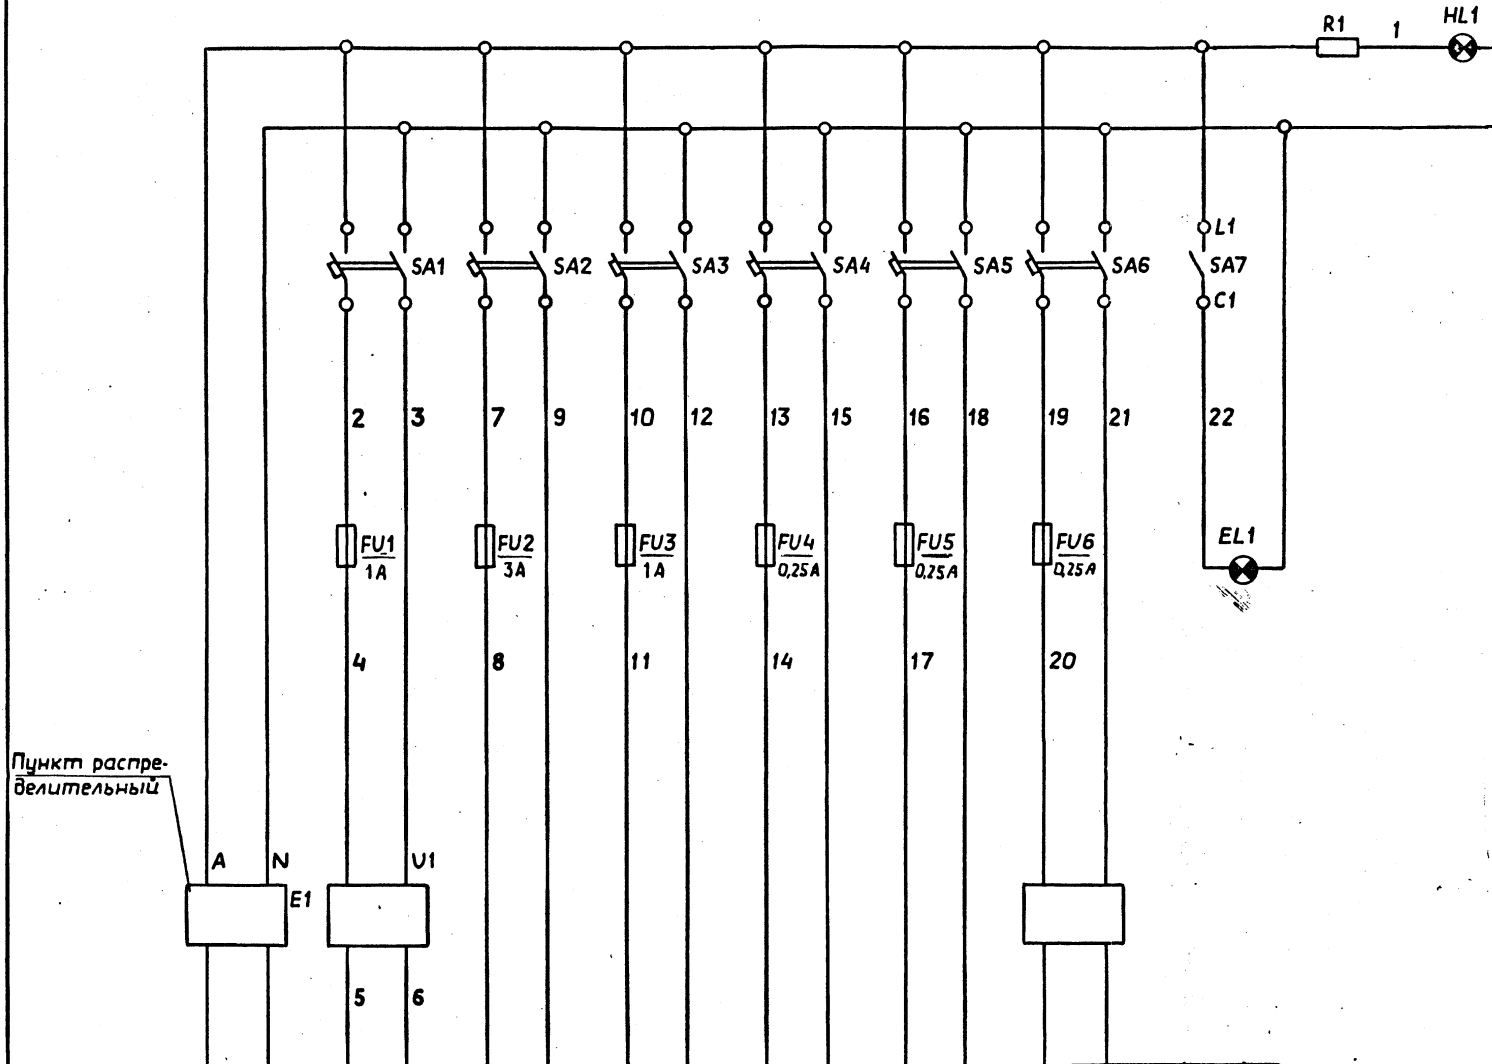 R1 1 HL1
L1
SA1 SA2 SA3 SA4 SA5 SA6 SA7
C1
2 3 7 9 10 12 13 15 16 18 19 21 22
FU1 FU2 FU3 FU4 FU5 FU6 EL1
1A 3A 1A 0,25A 0,25A 0,25A
4 8 11 14 17 20
Пункт распре-
делительный
A N U1
E1
5 6